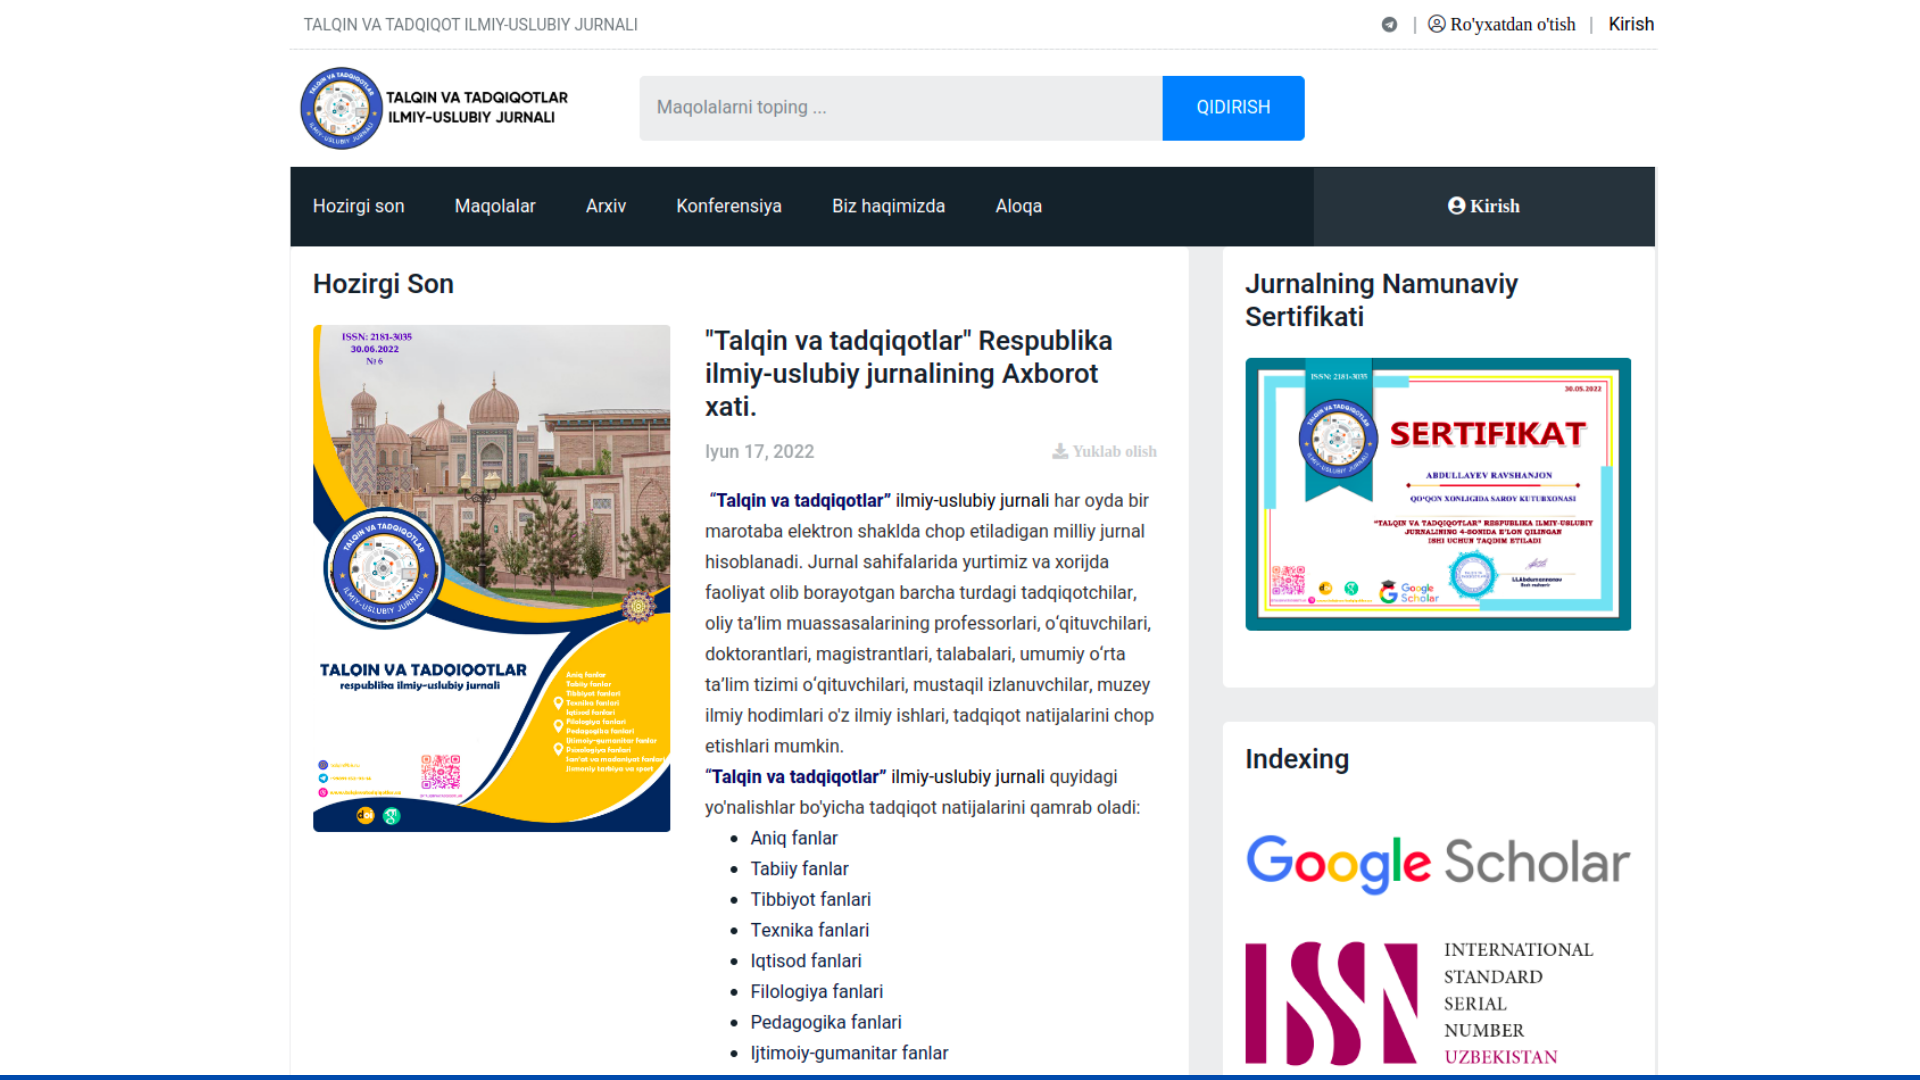 TALQIN VA TADQIQOT ILMIY-USLUBIY JURNALI
| Ro'yxatdan o'tish | Kirish
TALQIN VA TADQIQOTLAR
ILMIY-USLUBIY JURNALI
Maqolalarni toping ...
QIDIRISH
Hozirgi son
Maqolalar
Arxiv
Konferensiya
Biz haqimizda
Aloqa
Kirish
Hozirgi Son
ISSN: 2181-3035
30.06.2022
№ 6
TALQIN VA TADQIQOTLAR
ILMIY-USLUBIY JURNALI
TALQIN VA TADQIQOTLAR
respublika ilmiy-uslubiy jurnali
Aniq fanlar
Tabiiy fanlar
Tibbiyot fanlari
Texnika fanlari
Iqtisod fanlari
Filologiya fanlari
Pedagogika fanlari
Ijtimoiy-gumanitar fanlar
Psixologiya fanlari
San'at va madaniyat fanlari
Jismoniy tarbiya va sport
doi
"Talqin va tadqiqotlar" Respublika
ilmiy-uslubiy jurnalining Axborot
xati.
Iyun 17, 2022
Yuklab olish
“Talqin va tadqiqotlar” ilmiy-uslubiy jurnali har oyda bir
marotaba elektron shaklda chop etiladigan milliy jurnal
hisoblanadi. Jurnal sahifalarida yurtimiz va xorijda
faoliyat olib borayotgan barcha turdagi tadqiqotchilar,
oliy ta’lim muassasalarining professorlari, o‘qituvchilari,
doktorantlari, magistrantlari, talabalari, umumiy o‘rta
ta’lim tizimi o‘qituvchilari, mustaqil izlanuvchilar, muzey
ilmiy hodimlari o'z ilmiy ishlari, tadqiqot natijalarini chop
etishlari mumkin.
“Talqin va tadqiqotlar” ilmiy-uslubiy jurnali quyidagi
yo'nalishlar bo'yicha tadqiqot natijalarini qamrab oladi:
• Aniq fanlar
• Tabiiy fanlar
• Tibbiyot fanlari
• Texnika fanlari
• Iqtisod fanlari
• Filologiya fanlari
• Pedagogika fanlari
• Ijtimoiy-gumanitar fanlar
Jurnalning Namunaviy
Sertifikati
ISSN: 2181-3035
30.05.2022
SERTIFIKAT
ABDULLAYEV RAVSHANJON
QO‘QON XONLIGIDA SAROY KUTUBXONASI
"TALQIN VA TADQIQOTLAR" RESPUBLIKA ILMIY-USLUBIY
JURNALINING 4-SONIDA E'LON QILINGAN
ISHI UCHUN TAQDIM ETILADI
Google
Scholar
Indexing
Google Scholar
ISSN
INTERNATIONAL
STANDARD
SERIAL
NUMBER
UZBEKISTAN